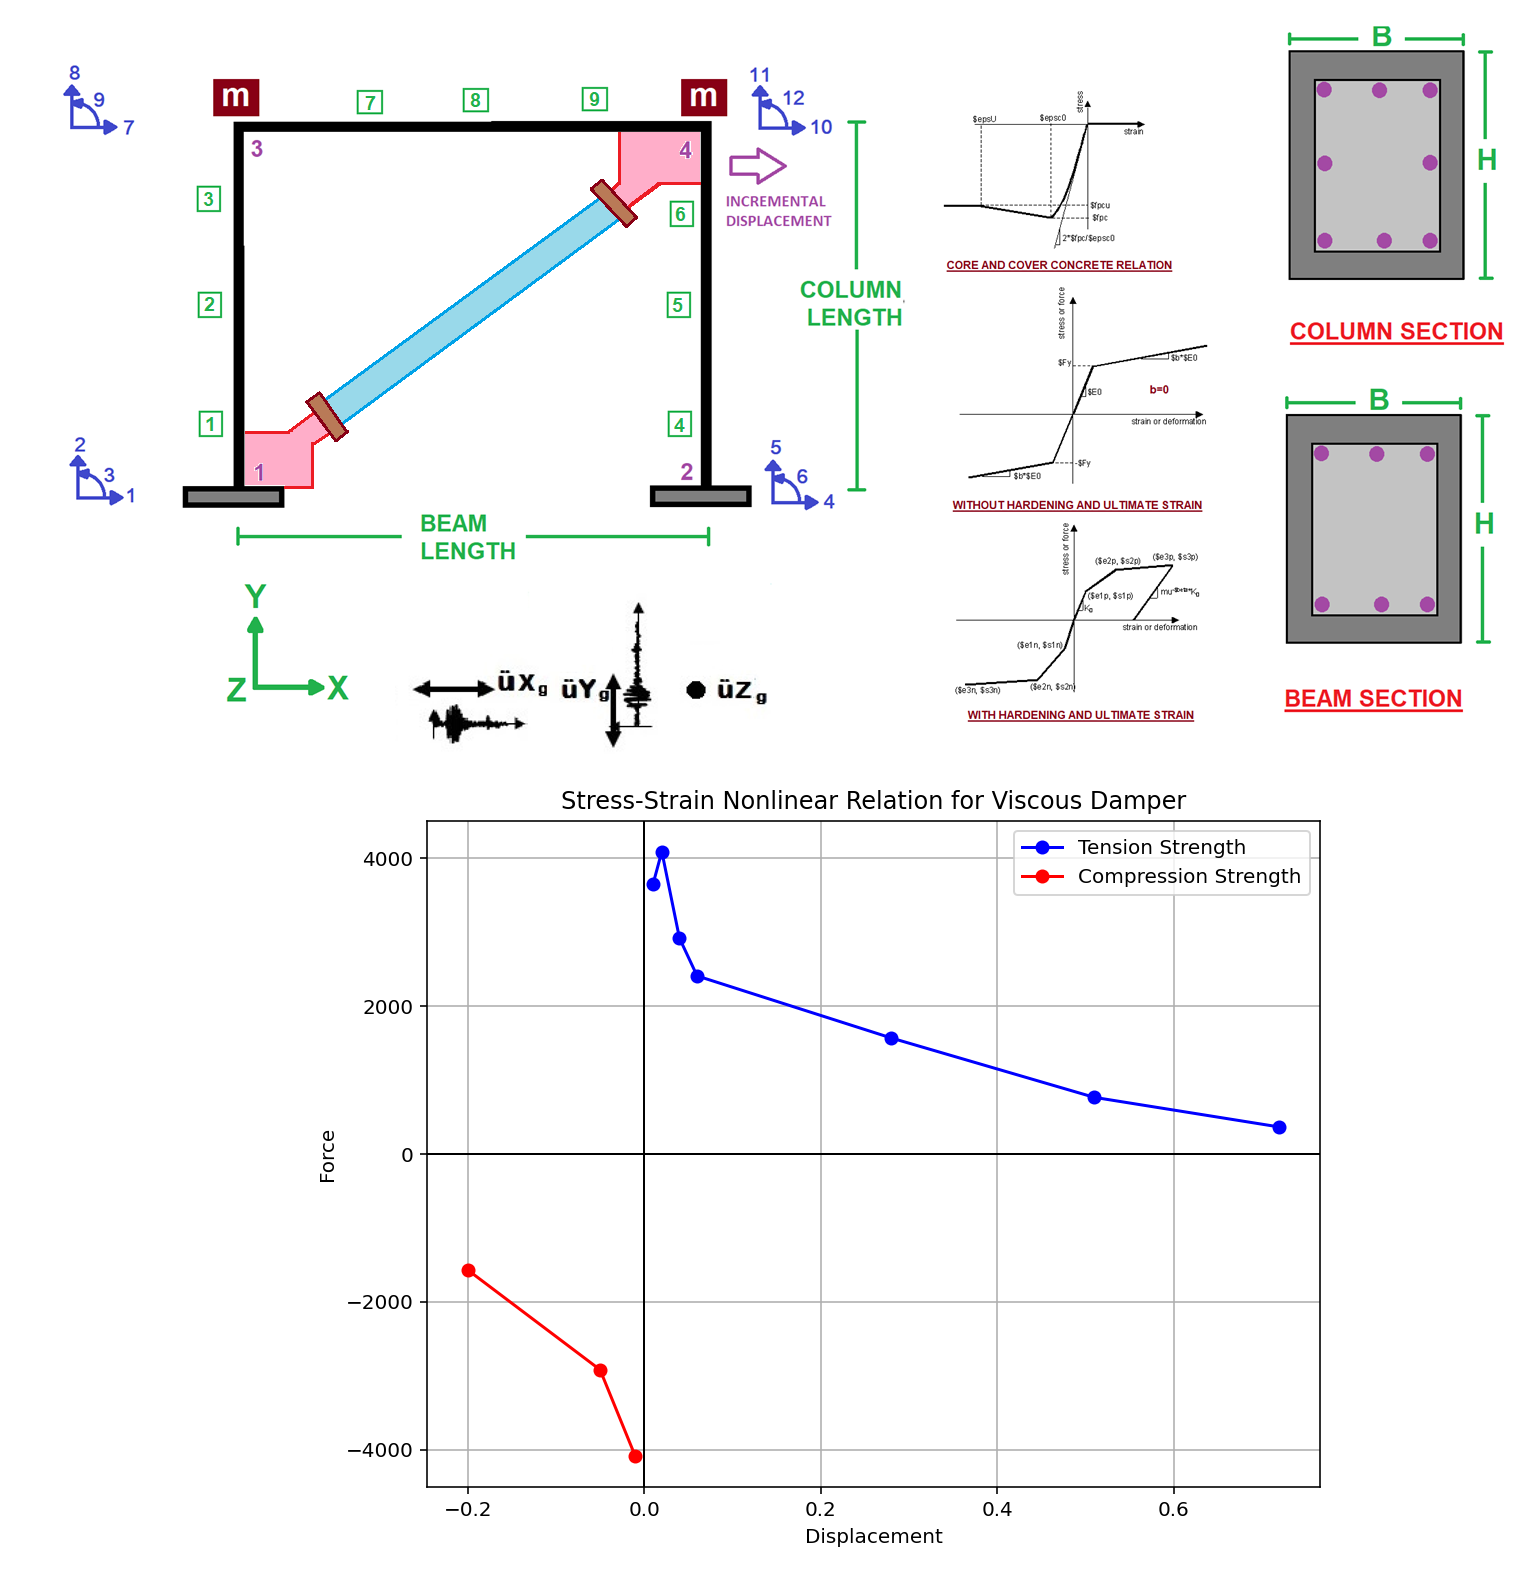 8
9
7
m
m
7
8
9
11
12
10
3
4
3
2
1
6
5
4
INCREMENTAL
DISPLACEMENT
COLUMN
LENGTH
2
3
1
1
2
5
6
4
BEAM
LENGTH
Y
Z
X
üXg
üYg
üZg
stress
$epsU
$epsc0
strain
$fpcu
$fpc
2*$fpc/$epsc0
CORE AND COVER CONCRETE RELATION
stress or force
$Fy
$b*$E0
$E0
b=0
strain or deformation
-$Fy
$b*$E0
WITHOUT HARDENING AND ULTIMATE STRAIN
stress or force
($e3p, $s3p)
($e2p, $s2p)
($e1p, $s1p)
K0
strain or deformation
($e1n, $s1n)
($e2n, $s2n)
($e3n, $s3n)
WITH HARDENING AND ULTIMATE STRAIN
B
H
COLUMN SECTION
B
H
BEAM SECTION
Stress-Strain Nonlinear Relation for Viscous Damper
Tension Strength
Compression Strength
4000
2000
0
−2000
−4000
Force
−0.2
0.0
0.2
0.4
0.6
Displacement